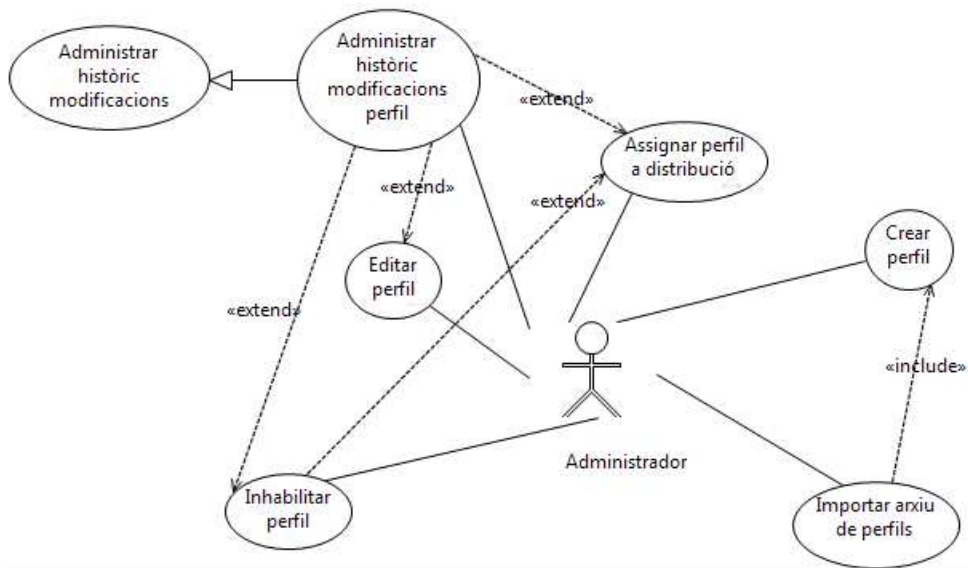 Administrar
històric
modificacions
Administrar
històric
modificacions
perfil
«extend»
Assignar perfil
a distribució
«extend»
«extend»
Crear
perfil
Editar
perfil
«extend»
«include»
Administrador
Inhabilitar
perfil
Importar arxiu
de perfils